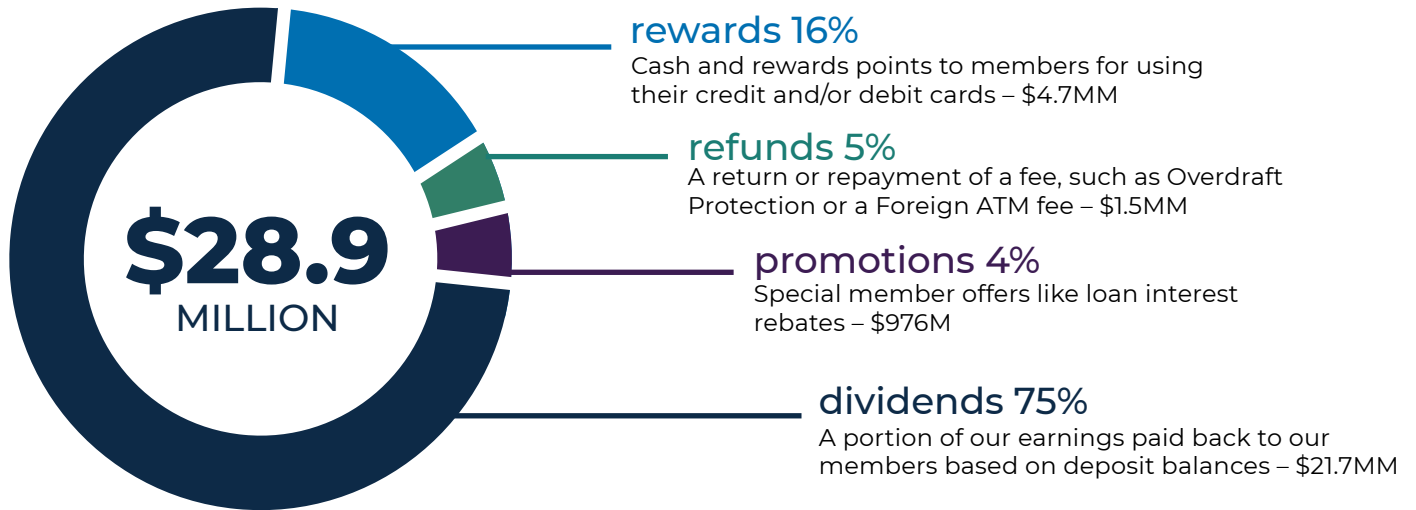 $28.9
MILLION
rewards 16%
Cash and rewards points to members for using
their credit and/or debit cards – $4.7MM
refunds 5%
A return or repayment of a fee, such as Overdraft
Protection or a Foreign ATM fee – $1.5MM
promotions 4%
Special member offers like loan interest
rebates – $976M
dividends 75%
A portion of our earnings paid back to our
members based on deposit balances – $21.7MM